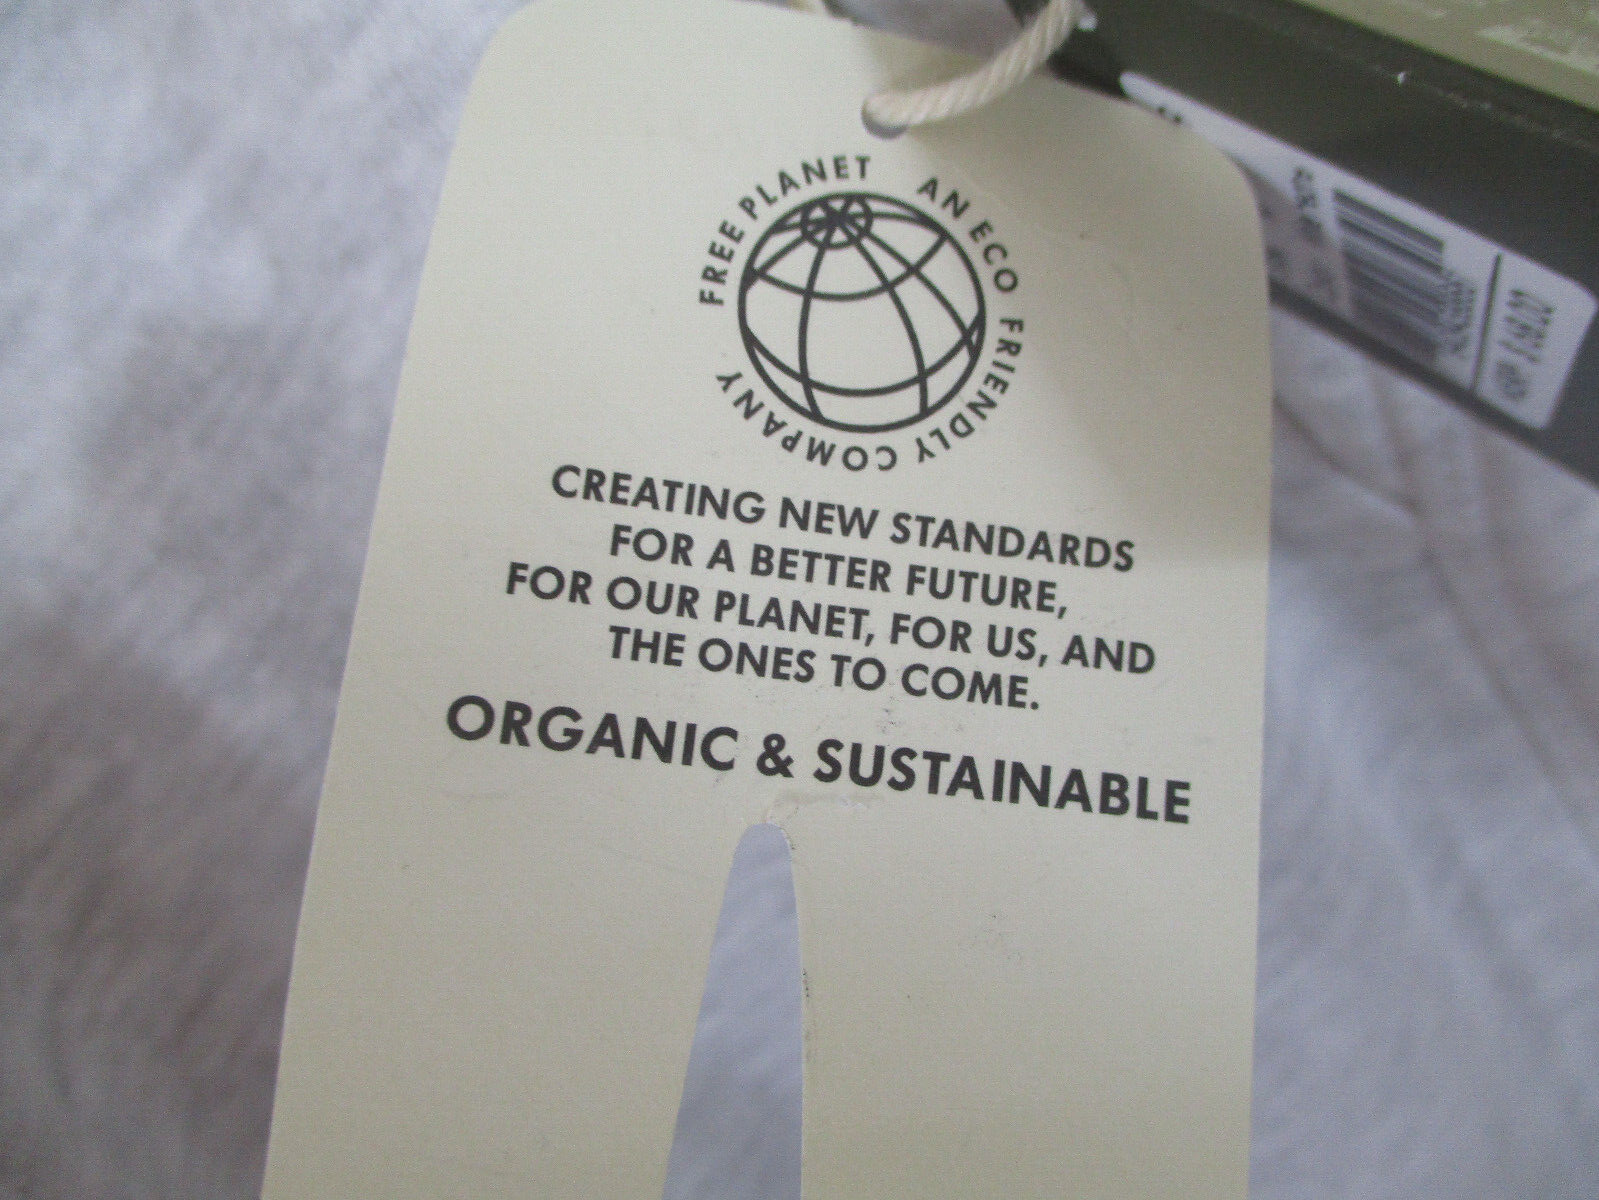 FREE PLANET AN ECO FRIENDLY COMPANY
CREATING NEW STANDARDS
FOR A BETTER FUTURE,
FOR OUR PLANET, FOR US, AND
THE ONES TO COME.
ORGANIC & SUSTAINABLE